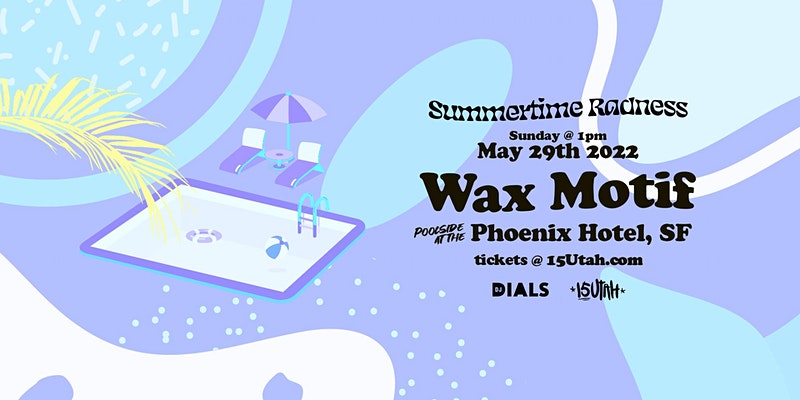 Summertime Radness
Sunday @ 1pm
May 29th 2022
Wax Motif
POOLSIDE AT THE Phoenix Hotel, SF
tickets @ 15Utah.com
DJ DIALS 15UTAH